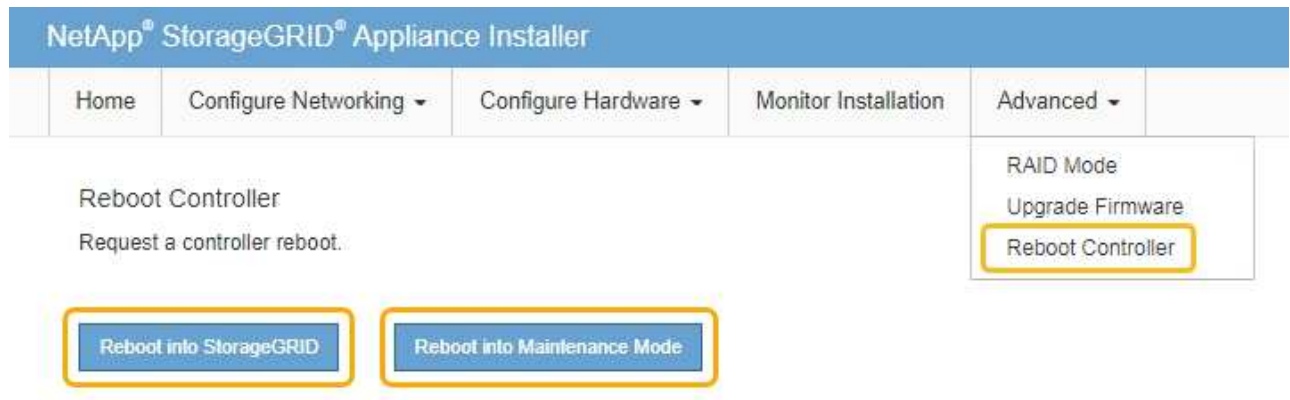 NetApp® StorageGRID® Appliance Installer
Home Configure Networking Configure Hardware Monitor Installation Advanced
RAID Mode
Upgrade Firmware
Reboot Controller
Reboot Controller
Request a controller reboot.
Reboot into StorageGRID Reboot into Maintenance Mode